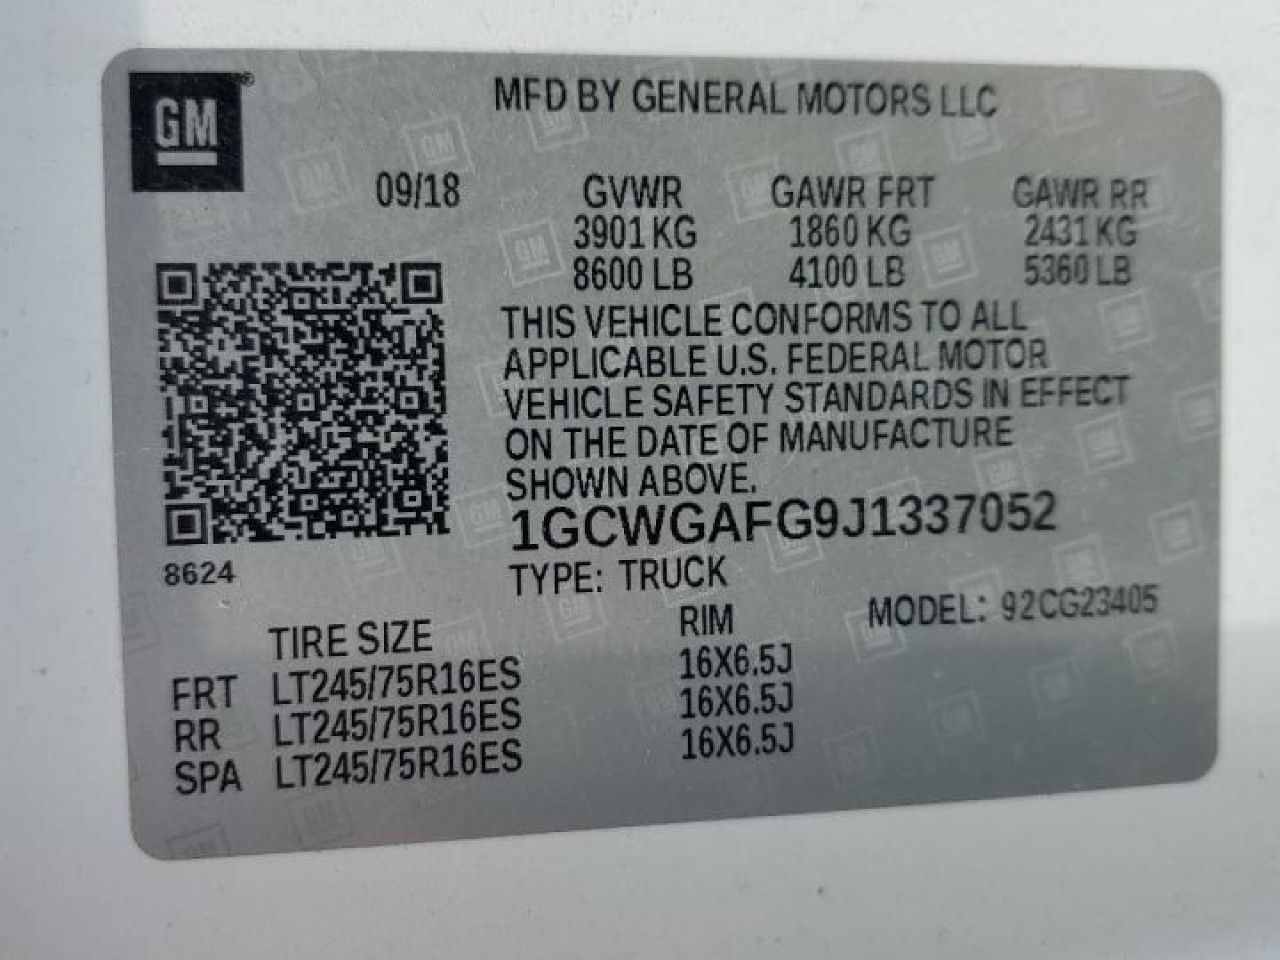 GM®
MFD BY GENERAL MOTORS LLC
09/18 GVWR GAWR FRT GAWR RR
3901 KG 1860 KG 2431 KG
8600 LB 4100 LB 5360 LB
THIS VEHICLE CONFORMS TO ALL
APPLICABLE U.S. FEDERAL MOTOR
VEHICLE SAFETY STANDARDS IN EFFECT
ON THE DATE OF MANUFACTURE
SHOWN ABOVE.
1GCWGAFG9J1337052
8624
TYPE: TRUCK
MODEL: 92CG23405
TIRE SIZE RIM
FRT LT245/75R16ES 16X6.5J
RR LT245/75R16ES 16X6.5J
SPA LT245/75R16ES 16X6.5J